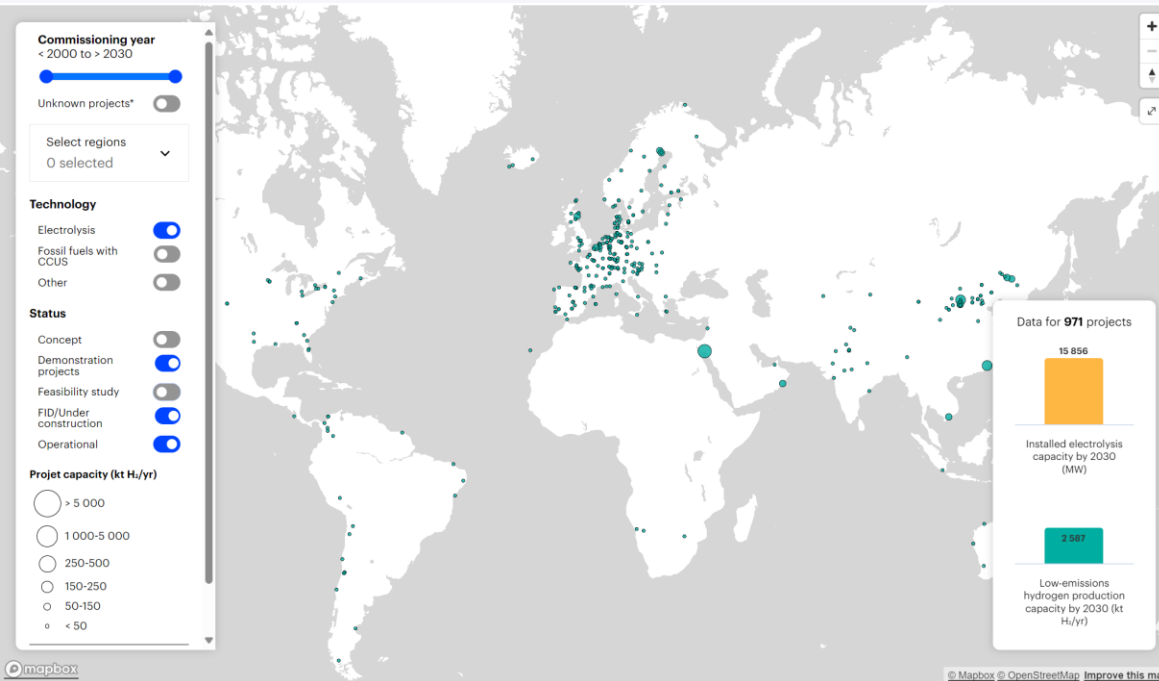 Commissioning year
< 2000 to > 2030
Unknown projects*
Select regions
0 selected
Technology
Electrolysis
Fossil fuels with
CCUS
Other
Status
Concept
Demonstration
projects
Feasibility study
FID/Under
construction
Operational
Projet capacity (kt H₂/yr)
> 5 000
1 000-5 000
250-500
150-250
50-150
< 50
mapbox
Data for 971 projects
15 856
Installed electrolysis
capacity by 2030
(MW)
2 587
Low-emissions
hydrogen production
capacity by 2030 (kt
H₂/yr)
© Mapbox © OpenStreetMap Improve this ma